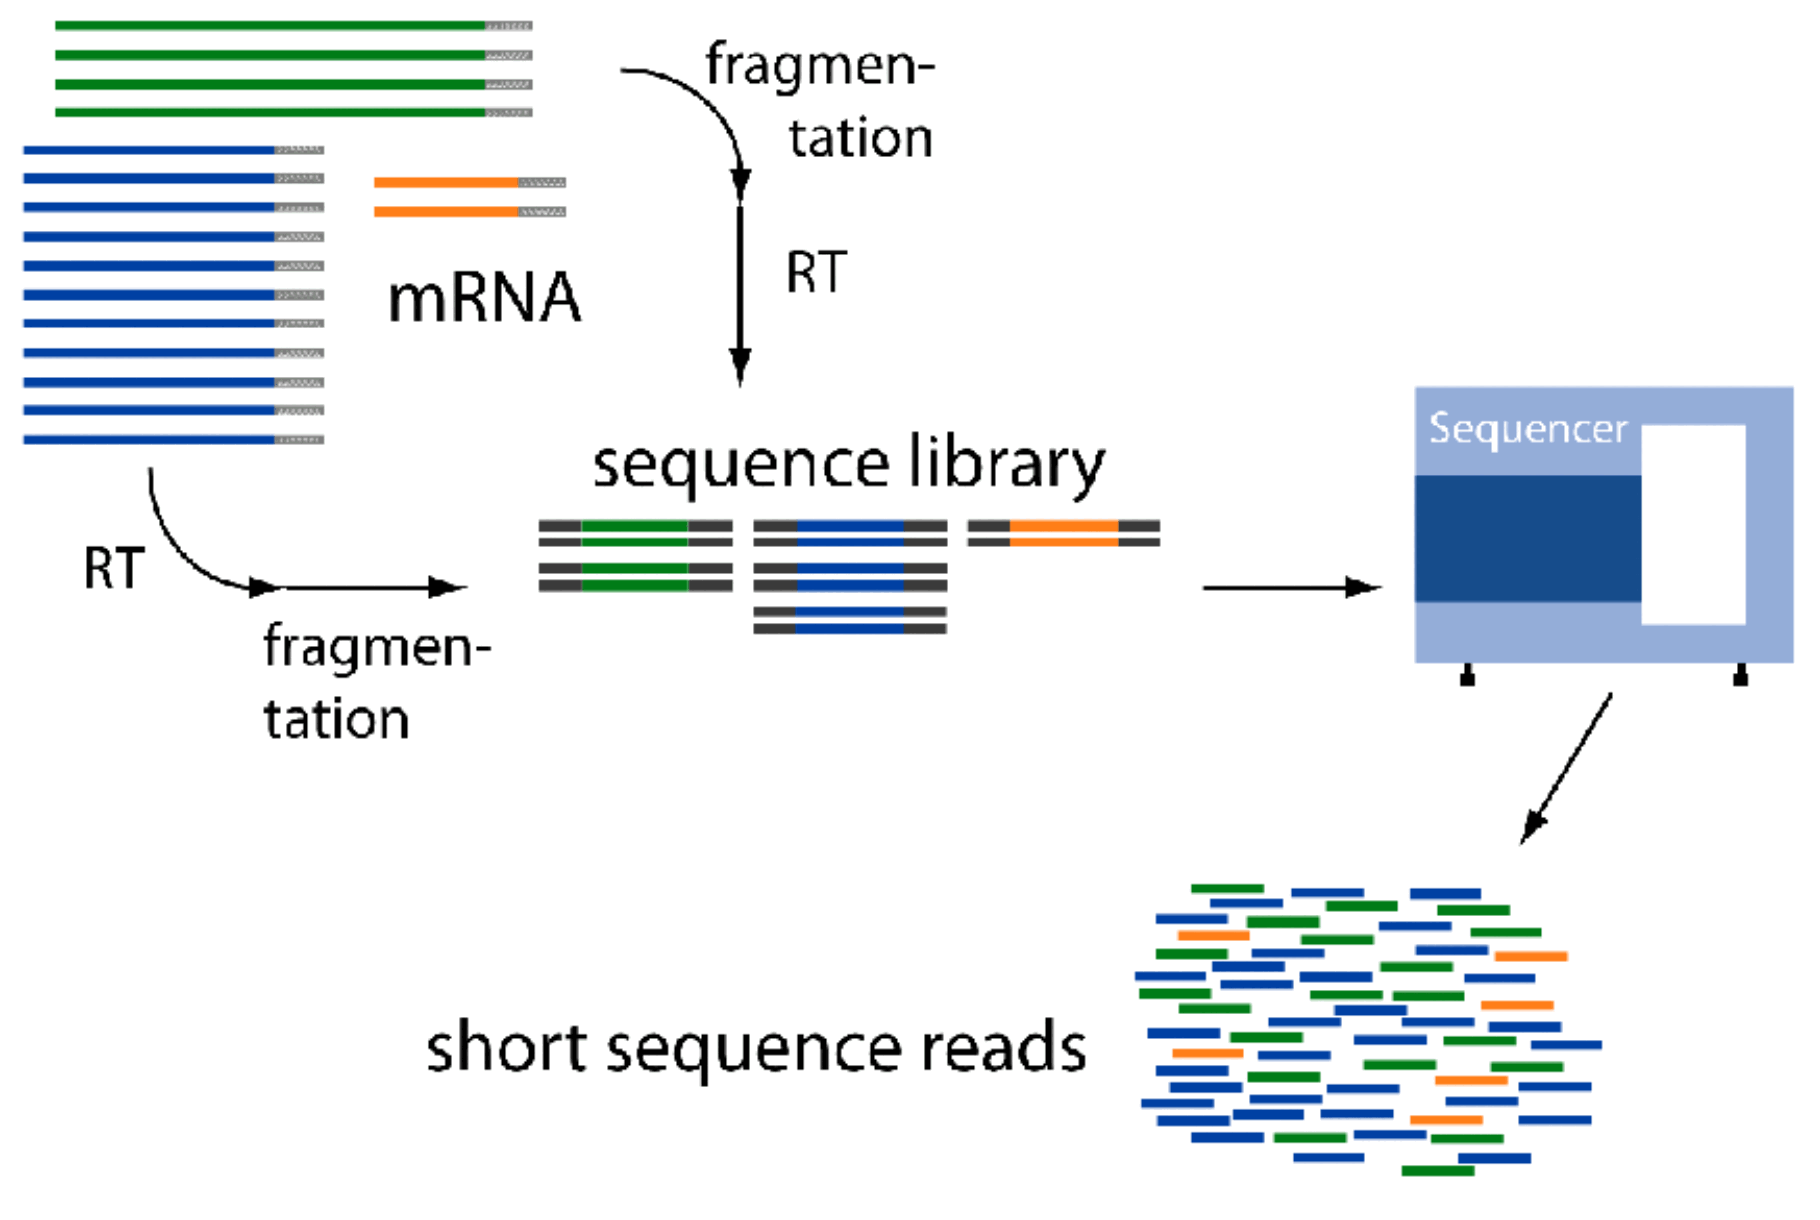 fragmen-
tation
RT
mRNA
sequence library
Sequencer
RT
fragmen-
tation
short sequence reads